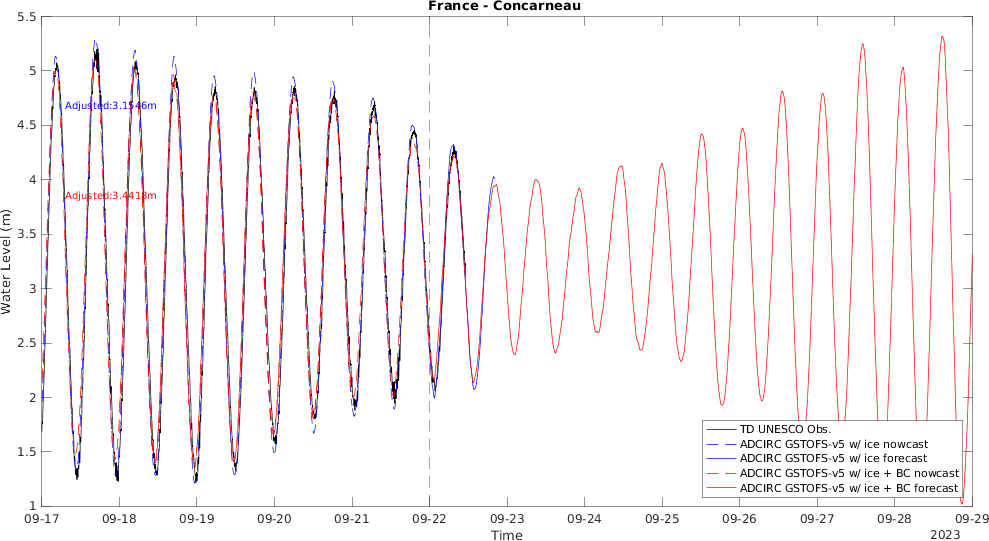 France - Concarneau
5.5
5
4.5
4
3.5
3
2.5
2
1.5
1
Water Level (m)
Adjusted:3.1546m
Adjusted:3.4413m
TD UNESCO Obs.
ADCIRC GSTOFS-v5 w/ ice nowcast
ADCIRC GSTOFS-v5 w/ ice forecast
ADCIRC GSTOFS-v5 w/ ice + BC nowcast
ADCIRC GSTOFS-v5 w/ ice + BC forecast
09-17 09-18 09-19 09-20 09-21 09-22 09-23 09-24 09-25 09-26 09-27 09-28 09-29
Time
2023